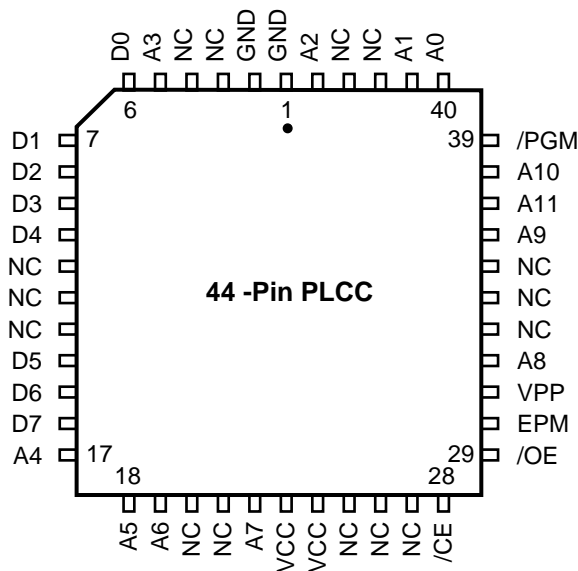 D0 A3 NC NC GND GND A2 NC NC A1 A0
6 1 40
D1 7 39 /PGM
D2 A10
D3 A11
D4 A9
NC NC
NC 44 -Pin PLCC NC
NC NC
D5 A8
D6 VPP
D7 EPM
A4 17 29 /OE
18 28
A5 A6 NC NC A7 VCC VCC NC NC NC /CE